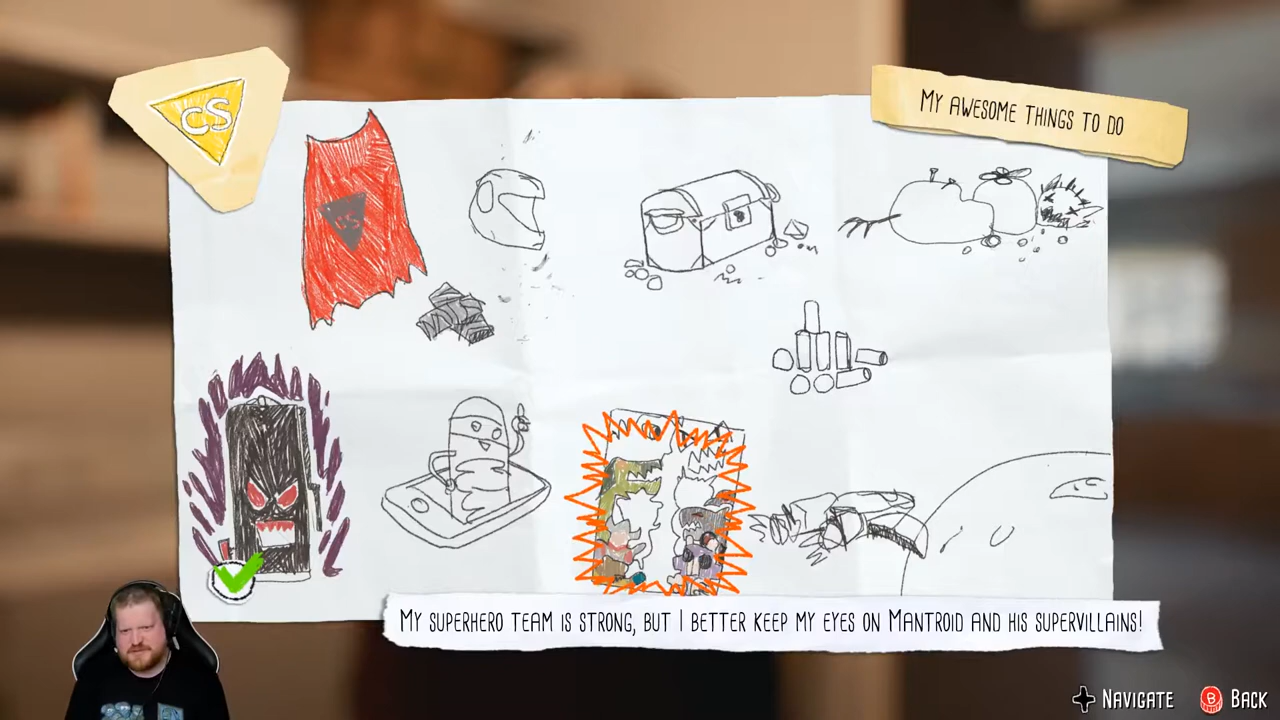 CS
MY AWESOME THINGS TO DO
CS
MY SUPERHERO TEAM IS STRONG, BUT I BETTER KEEP MY EYES ON MANTROID AND HIS SUPERVILLAINS!
NAVIGATE
B BACK